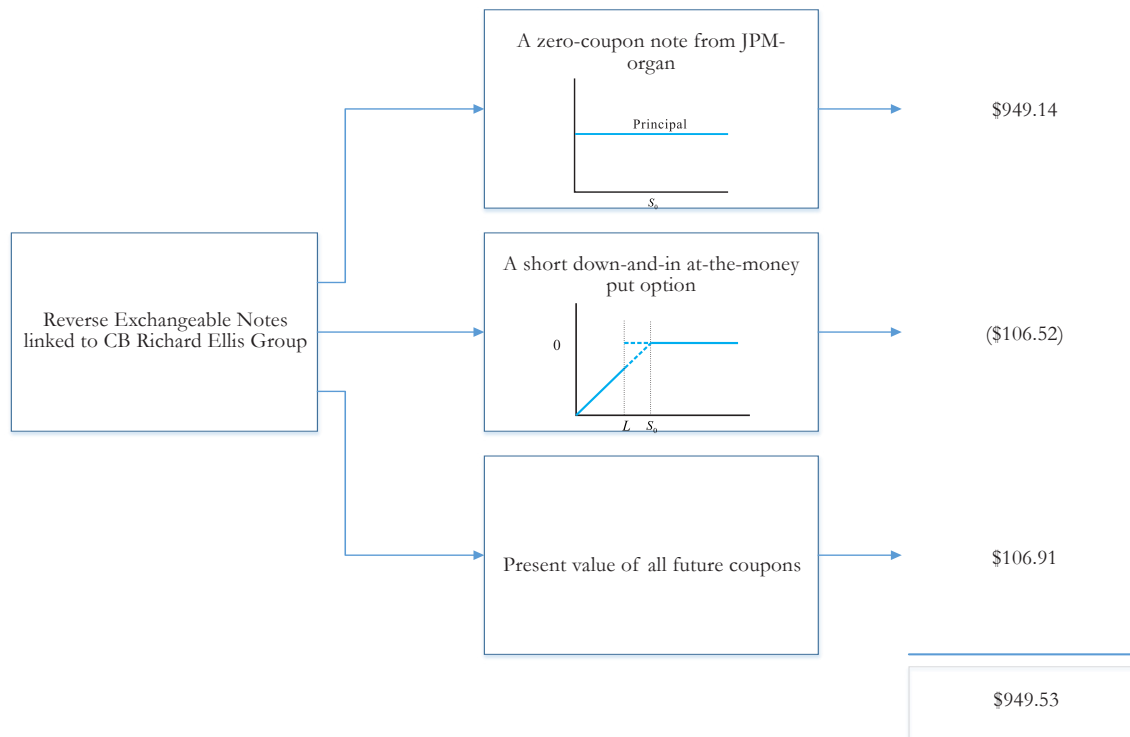 A zero-coupon note from JPM-
organ
Principal
S₀
$949.14
Reverse Exchangeable Notes
linked to CB Richard Ellis Group
A short down-and-in at-the-money
put option
0
L S₀
($106.52)
Present value of all future coupons
$106.91
$949.53